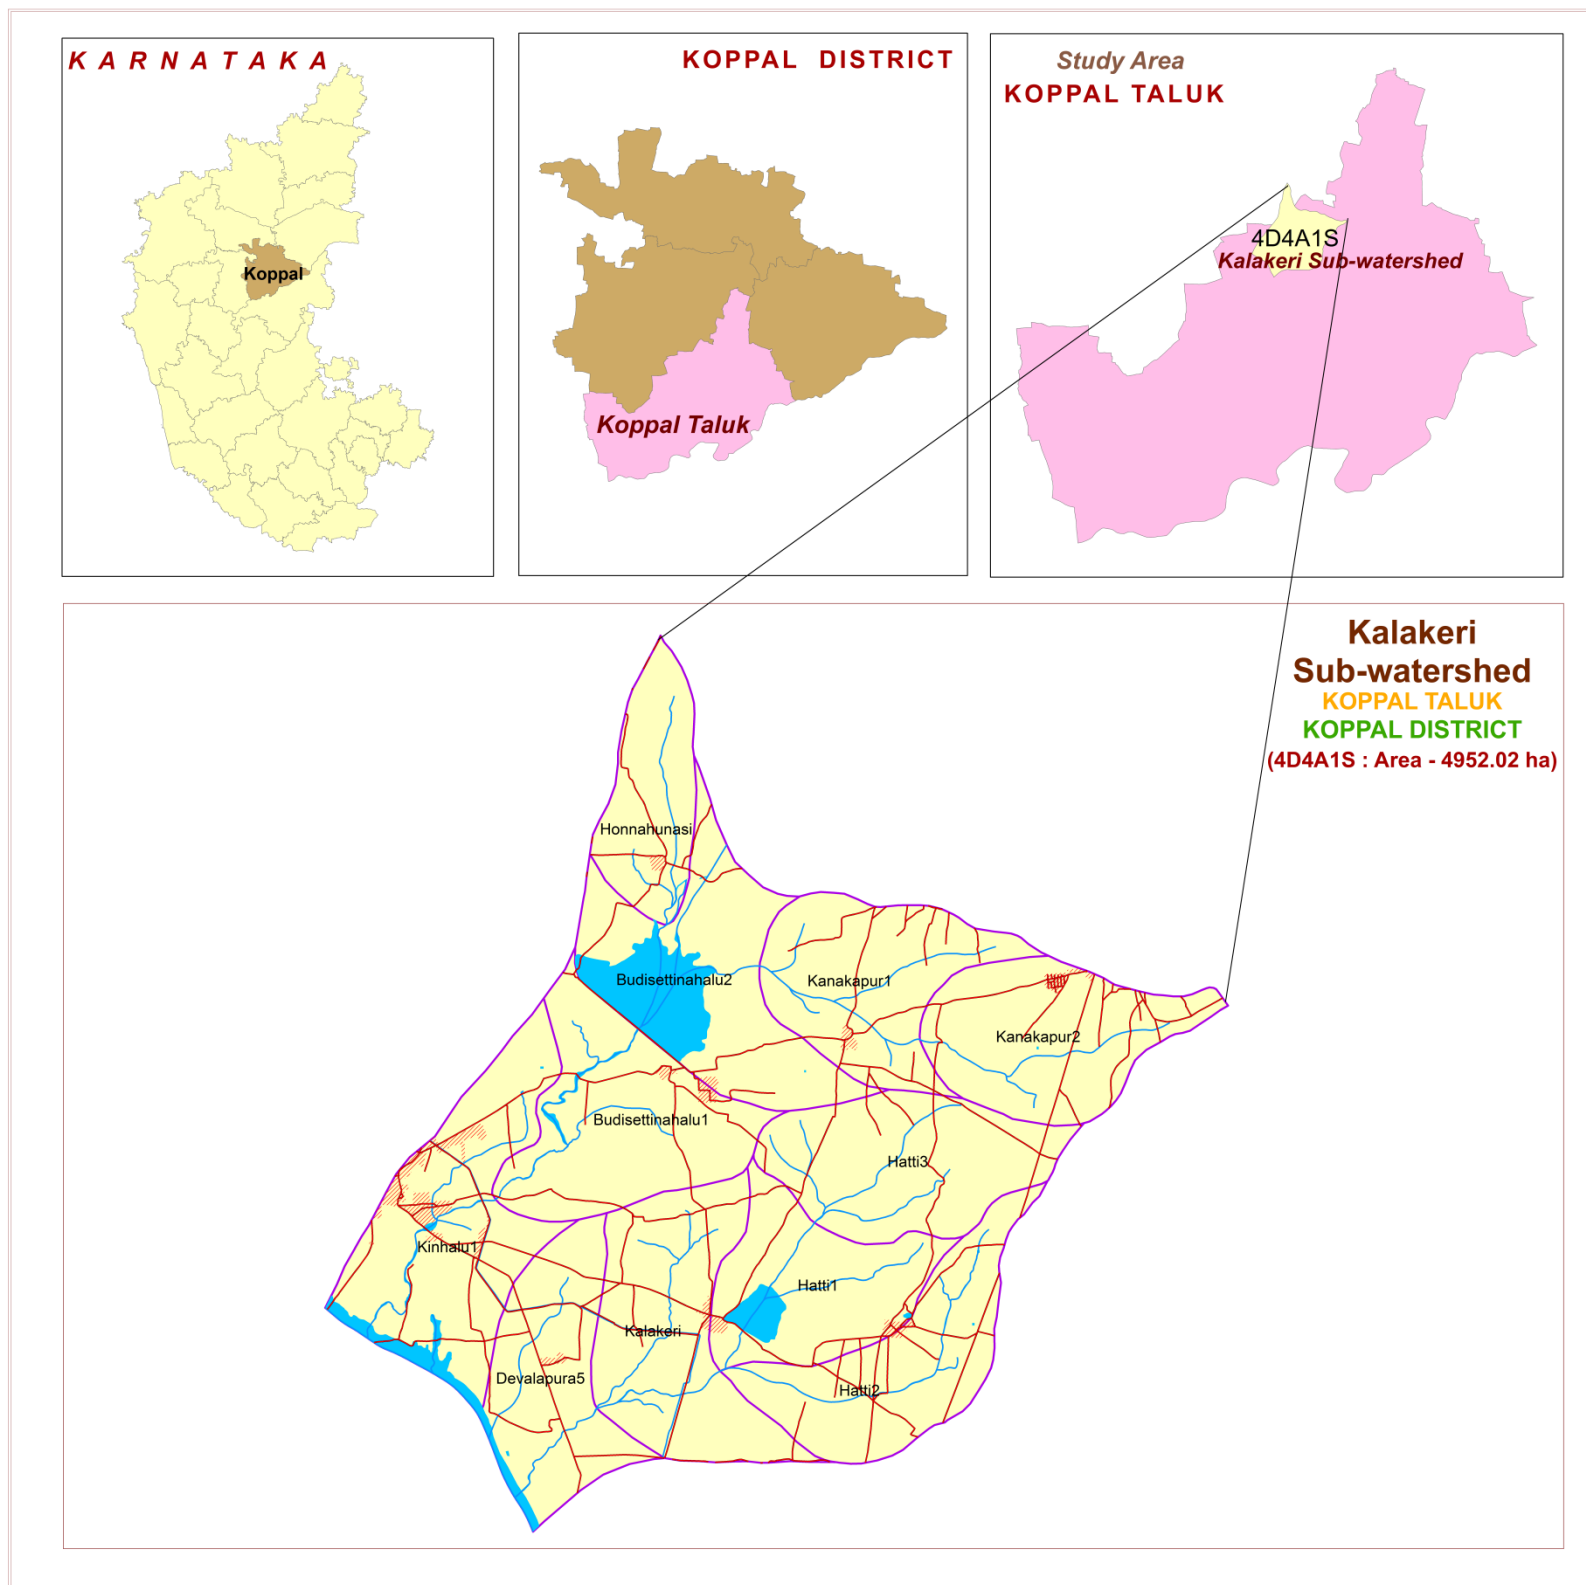 K A R N A T A K A
Koppal
KOPPAL DISTRICT
Koppal Taluk
Study Area
KOPPAL TALUK
4D4A1S
Kalakeri Sub-watershed
Kalakeri
Sub-watershed
KOPPAL TALUK
KOPPAL DISTRICT
(4D4A1S : Area - 4952.02 ha)
Honnahunasi
Budisettinahalu2
Kanakapur1
Kanakapur2
Budisettinahalu1
Hatti3
Kinhalu1
Hatti1
Kalakeri
Devalapura5
Hatti2